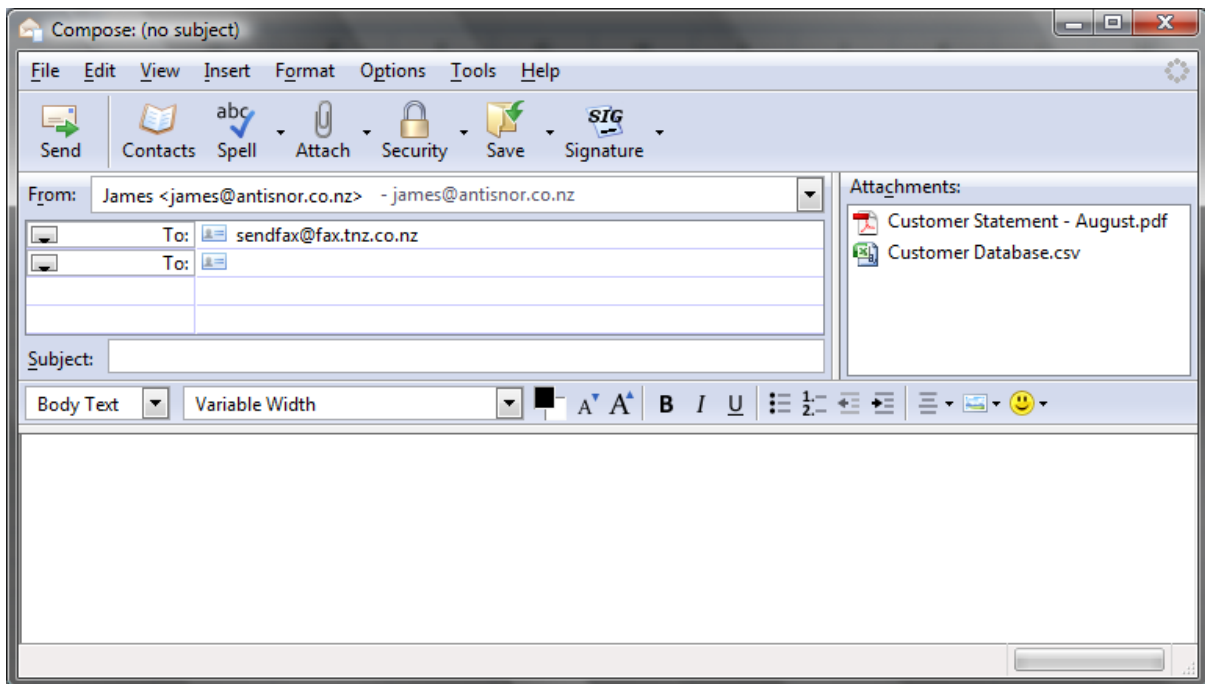 Compose: (no subject)
File Edit View Insert Format Options Tools Help
Send Contacts Spell Attach Security Save Signature
From: James <james@antisnor.co.nz> - james@antisnor.co.nz
Attachments:
To: sendfax@fax.tnz.co.nz
Customer Statement - August.pdf
To:
Customer Database.csv
Subject:
Body Text Variable Width